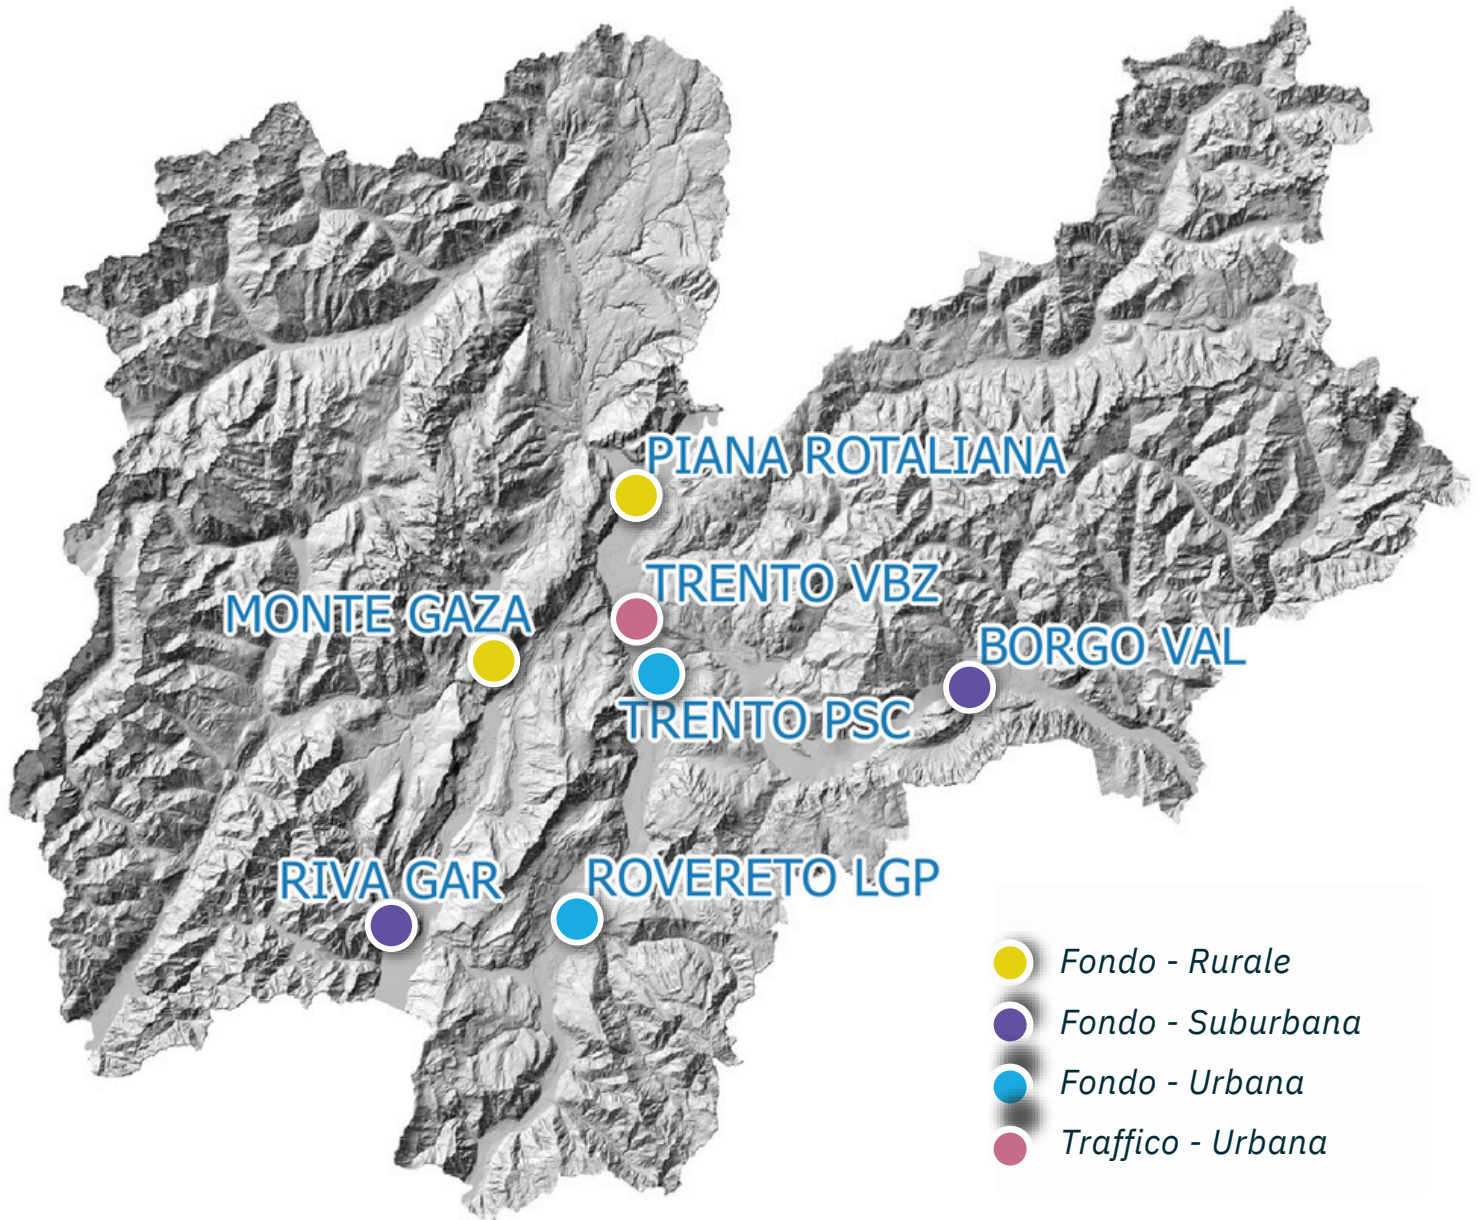 PIANA ROTALIANA
TRENTO VBZ
MONTE GAZA
BORGO VAL
TRENTO PSC
RIVA GAR
ROVERETO LGP
Fondo - Rurale
Fondo - Suburbana
Fondo - Urbana
Traffico - Urbana